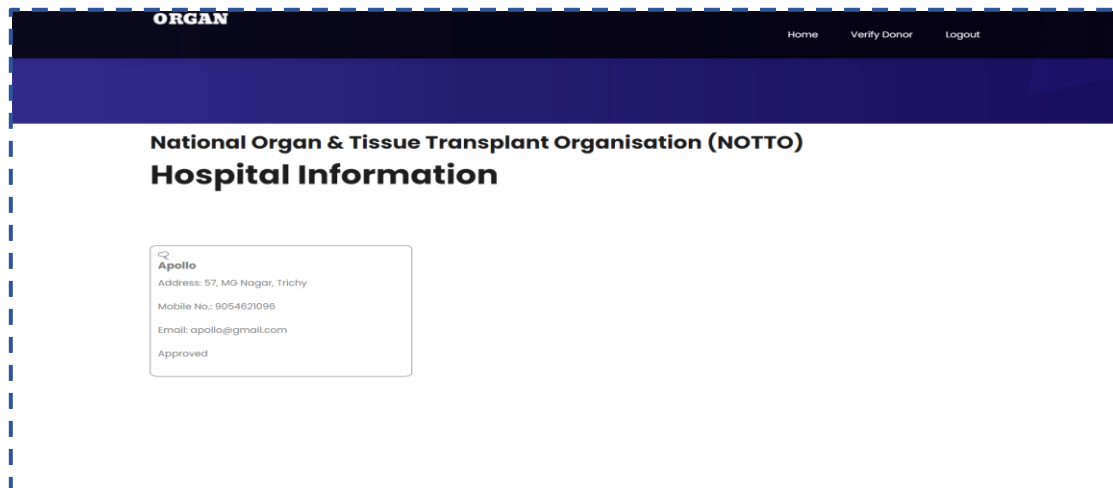 ORGAN
Home Verify Donor Logout
National Organ & Tissue Transplant Organisation (NOTTO)
Hospital Information
Apollo
Address: 57, MG Nagar, Trichy
Mobile No.: 9054621096
Email: apollo@gmail.com
Approved